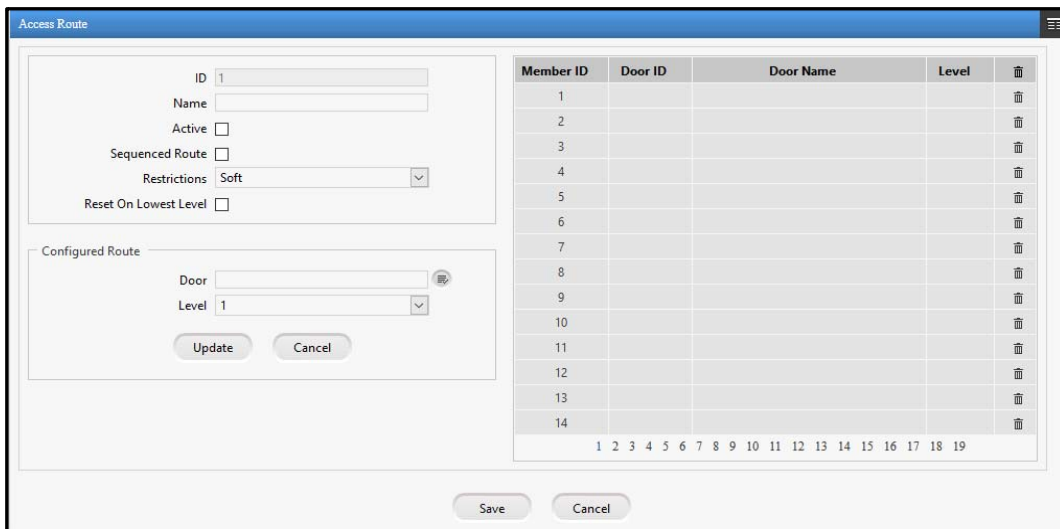 Access Route
ID 1
Name
Active
Sequenced Route
Restrictions Soft
Reset On Lowest Level
Configured Route
Door
Level 1
Update Cancel
Member ID Door ID Door Name Level
1
2
3
4
5
6
7
8
9
10
11
12
13
14
1 2 3 4 5 6 7 8 9 10 11 12 13 14 15 16 17 18 19
Save Cancel